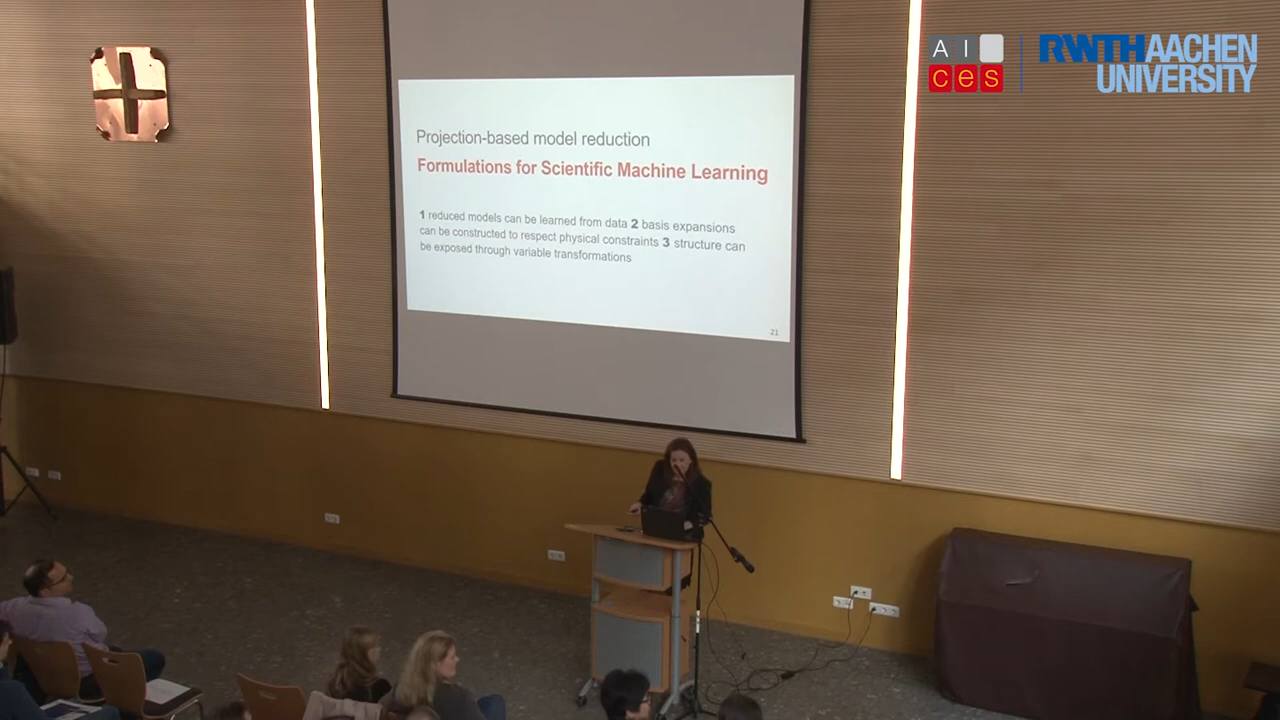 AI
ces
RWTHAACHEN
UNIVERSITY
Projection-based model reduction
Formulations for Scientific Machine Learning
1 reduced models can be learned from data 2 basis expansions
can be constructed to respect physical constraints 3 structure can
be exposed through variable transformations
21